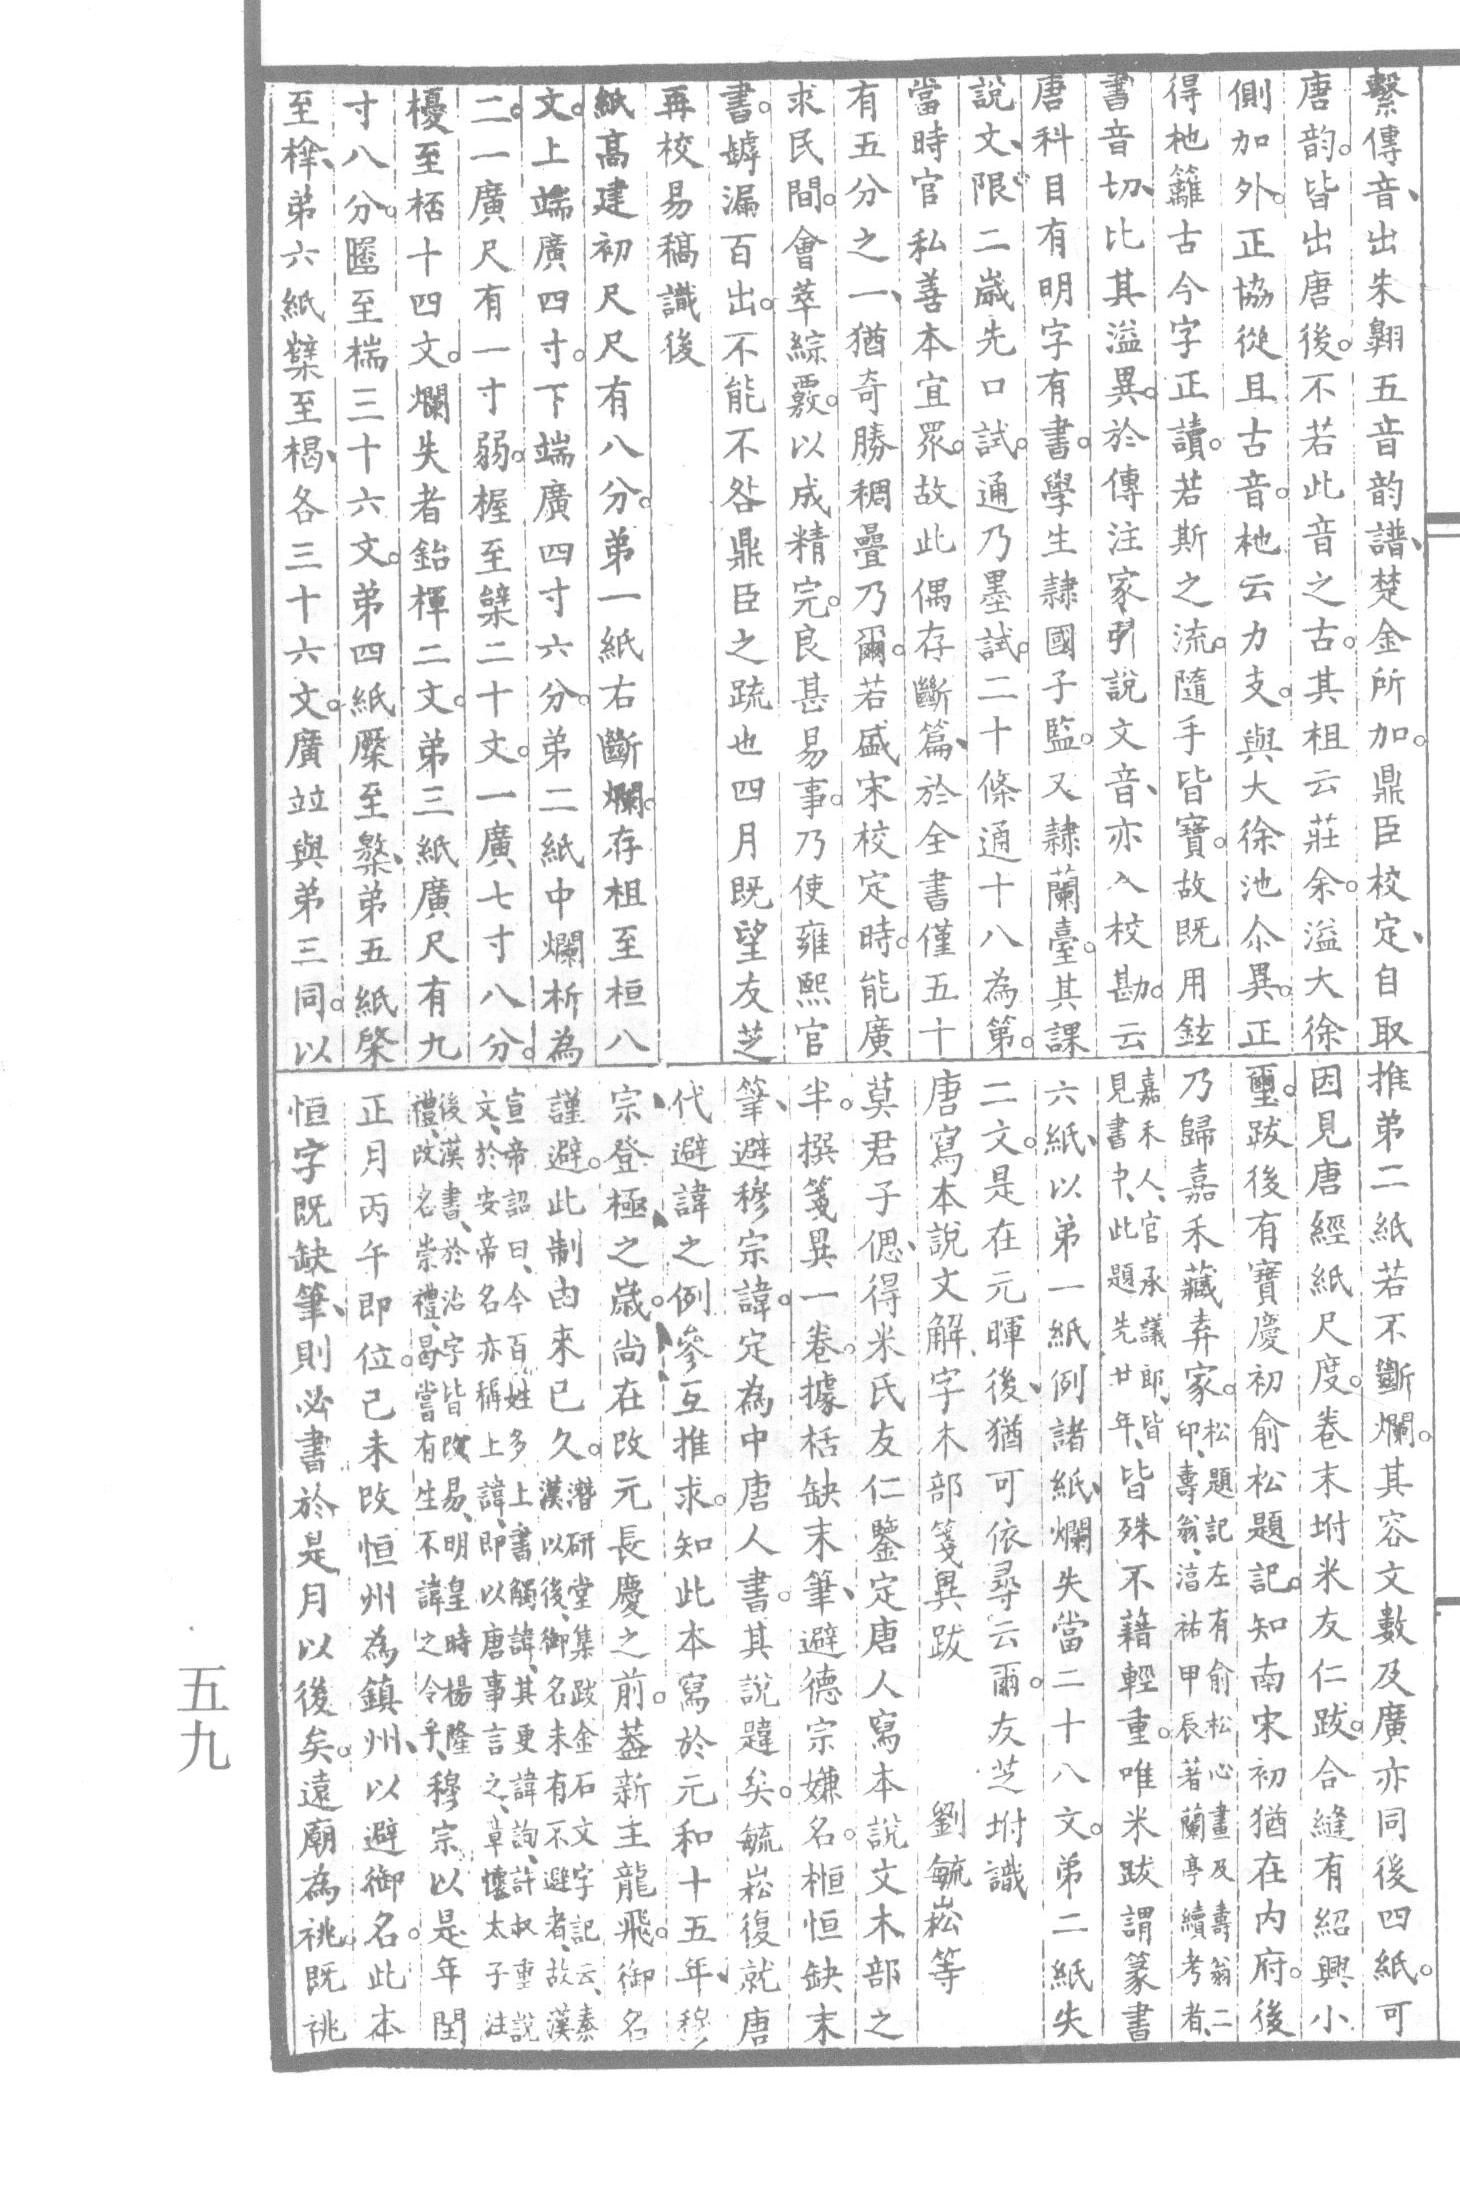 繫傳音、出朱翺五音韵譜、楚金所加。鼎臣校定、自取
唐韵。皆出唐後。不若此音之古。其柤云莊余。溢大徐
側加外。正協從且古音。杝云力支。與大徐池尒異。正
得杝籬古今字正讀。若斯之流。隨手皆寶。故既用鉉
書音切、比其溢異。於傳注家引說文音、亦入校勘。云
唐科目有明字有書。學生隸國子監。又隸蘭臺。其課
說文、限二歲先口試。通乃墨試。二十條通十八為第。
當時官私善本宜眾。故此偶存斷篇、於全書僅五十
有五分之一、猶奇勝稠疊乃爾。若盛宋校定時。能廣
求民間。會萃綜覈。以成精完。良甚易事。乃使雍熙官
書。罅漏百出。不能不咎鼎臣之疏也四月既望友芝
再校易稿識後
紙高建初尺尺有八分。弟一紙右斷爛。存柤至桓八
文。上端廣四寸。下端廣四寸六分。弟二紙中爛析為
二。一廣尺有一寸弱。楃至檃二十文。一廣七寸八分。
櫌至桮十四文。爛失者鈶楎二文。弟三紙廣尺有九
寸八分。㔶至椯三十六文。弟四紙橜至棃、弟五紙棨
至椊、弟六紙櫱至楬、各三十六文。廣竝與弟三同。以
推弟二紙若不斷爛。其容文數及廣亦同後四紙。可
因見唐經紙尺度。卷末坿米友仁跋。合縫有紹興小
璽。跋後有寶慶初俞松題記。知南宋初猶在內府。後
乃歸嘉禾藏弆家。松題記左有俞松心畫及壽翁二
印、壽翁、淳祐甲辰著蘭亭續考者、
嘉禾人、官承議郎、皆
見書中、此題先廿年、皆殊不藉輕重。唯米跋謂篆書
六紙、以弟一紙例諸紙、爛失當二十八文。弟二紙失
二文。是在元暉後、猶可依尋云爾。友芝坿識
唐寫本說文解字木部箋異跋 劉毓崧等
莫君子偲、得米氏友仁鑒定唐人寫本說文木部之
半。撰箋異一卷。據栝缺末筆、避德宗嫌名。桓恒缺末
筆、避穆宗諱。定為中唐人書。其說韙矣。毓崧復就唐
代避諱之例、參互推求。知此本寫於元和十五年、穆
宗登極之歲。尚在改元長慶之前。葢新主龍飛。御名
謹避。此制由來已久。潛研堂集跋金石文字記云、秦
漢以後、御名未有不避者、故漢
宣帝詔曰、今百姓多上書觸諱、其更諱詢、許叔重說
文、於安帝名亦稱上諱、即以唐事言之、章懷太子注
後漢書、於治字皆改易、明皇時楊隆
禮、改名崇禮、曷嘗有生不諱之令乎、穆宗以是年閏
正月丙午即位。己未改恒州為鎮州、以避御名。此本
恒字既缺筆、則必書於是月以後矣。遠廟為祧。既祧
五九